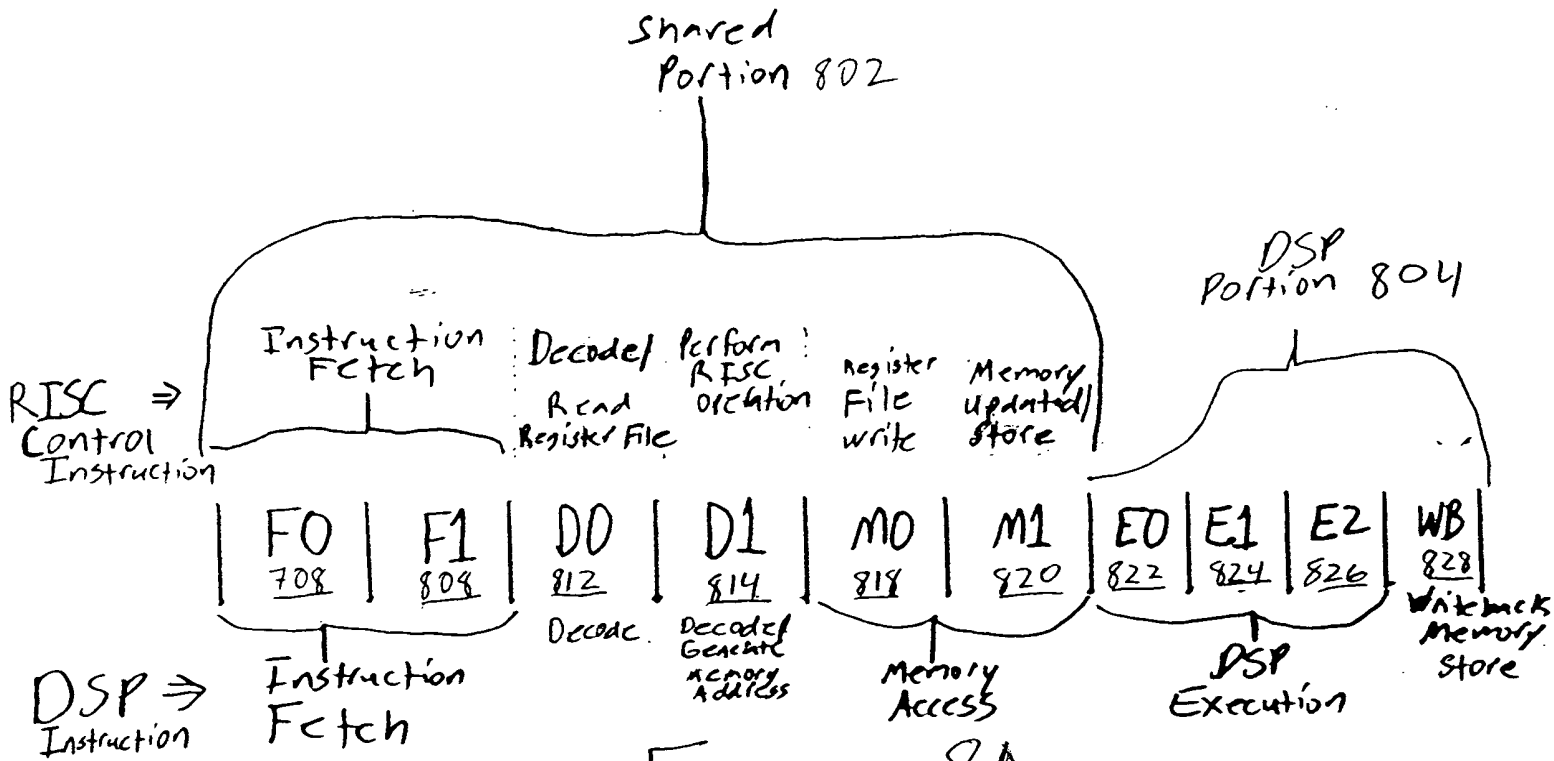 Shared
Portion 802
DSP
Portion 804
Instruction
Fetch
Decode/
Read
Register File
Perform
RISC
Operation
Register
File
write
Memory
Updated/
Store
RISC ⇒
Control
Instruction
F0
708
F1
808
D0
812
D1
814
M0
818
M1
820
E0
822
E1
824
E2
826
WB
828
DSP ⇒
Instruction
Instruction
Fetch
Decode
Decode/
Generate
Memory
Address
Memory
Access
DSP
Execution
Writeback
Memory
Store